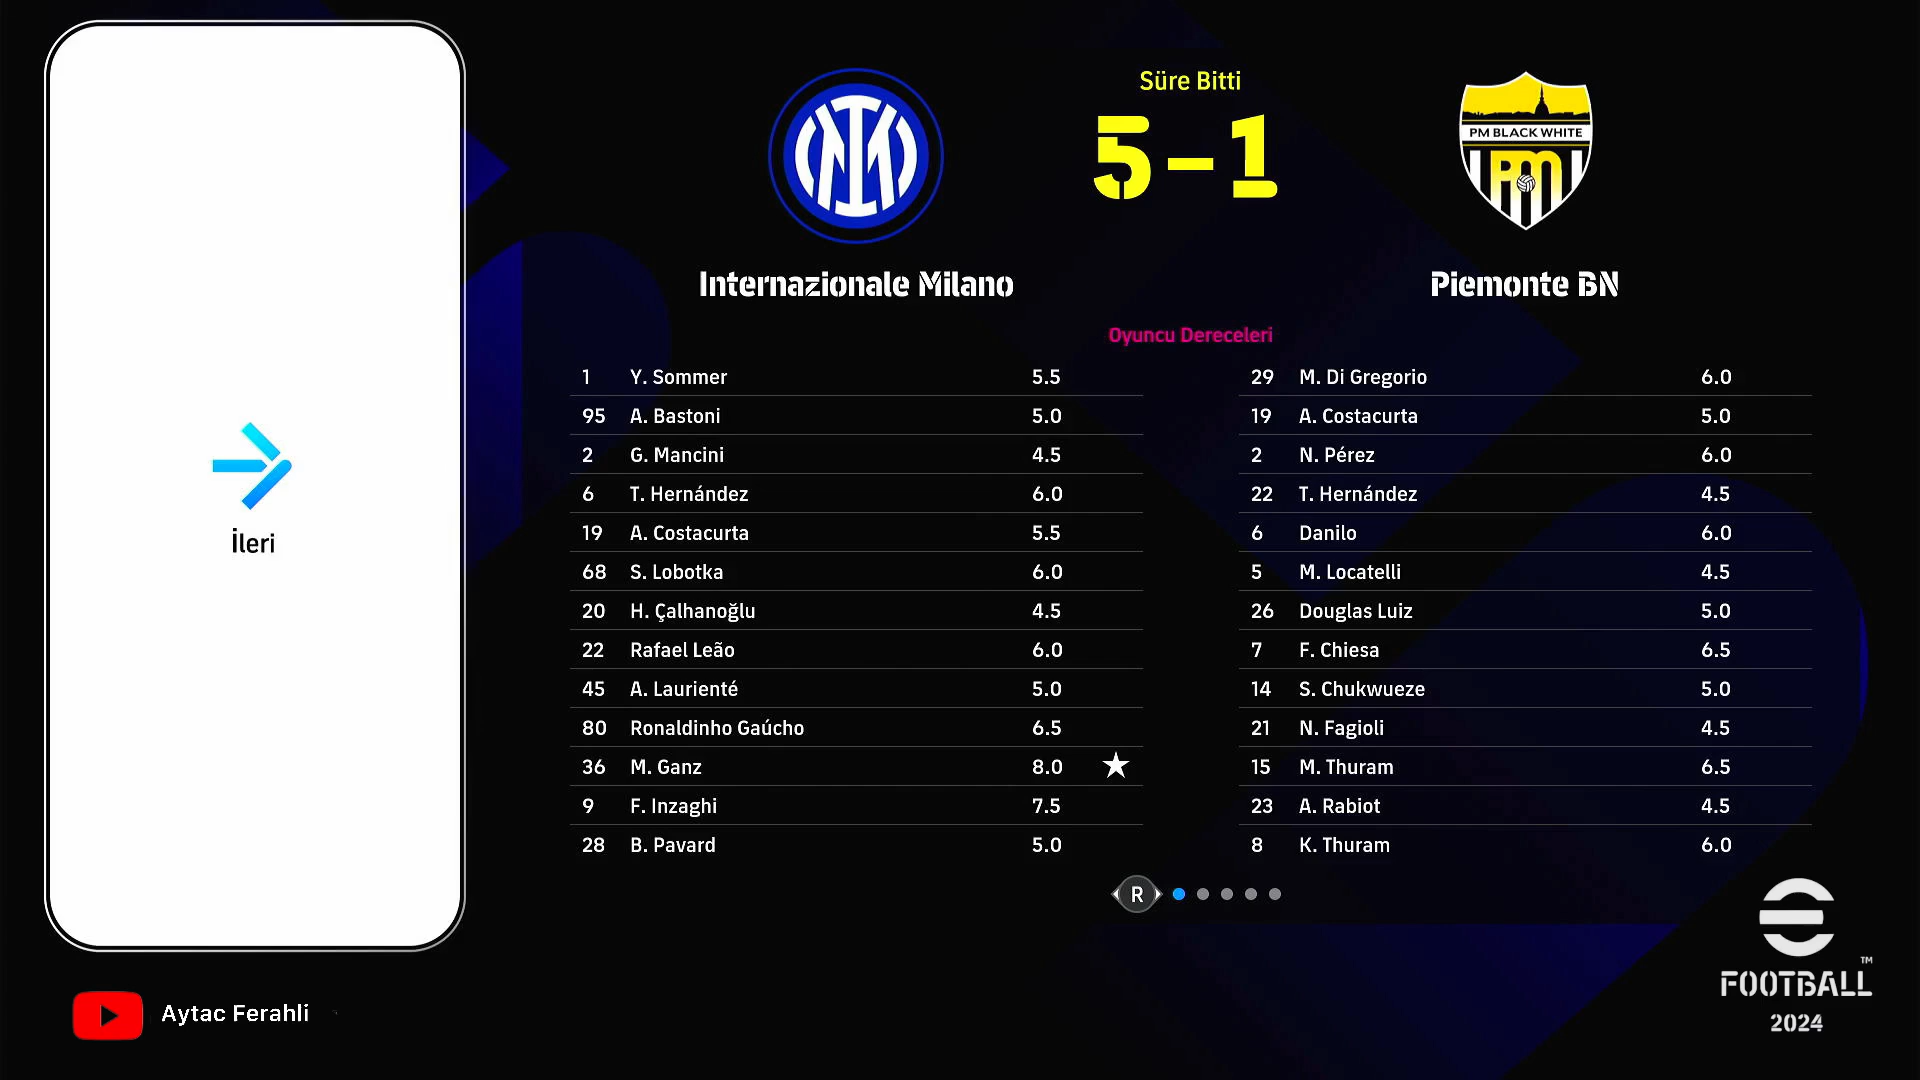 Süre Bitti
5 - 1
PM BLACK WHITE
PM
Internazionale Milano
Piemonte BN
Oyuncu Dereceleri
1 Y. Sommer 5.5
29 M. Di Gregorio 6.0
95 A. Bastoni 5.0
19 A. Costacurta 5.0
2 G. Mancini 4.5
2 N. Pérez 6.0
6 T. Hernández 6.0
22 T. Hernández 4.5
19 A. Costacurta 5.5
6 Danilo 6.0
68 S. Lobotka 6.0
5 M. Locatelli 4.5
20 H. Çalhanoğlu 4.5
26 Douglas Luiz 5.0
22 Rafael Leão 6.0
7 F. Chiesa 6.5
45 A. Laurienté 5.0
14 S. Chukwueze 5.0
80 Ronaldinho Gaúcho 6.5
21 N. Fagioli 4.5
36 M. Ganz 8.0 ★
15 M. Thuram 6.5
9 F. Inzaghi 7.5
23 A. Rabiot 4.5
28 B. Pavard 5.0
8 K. Thuram 6.0
R
İleri
Aytac Ferahli
FOOTBALL™
2024